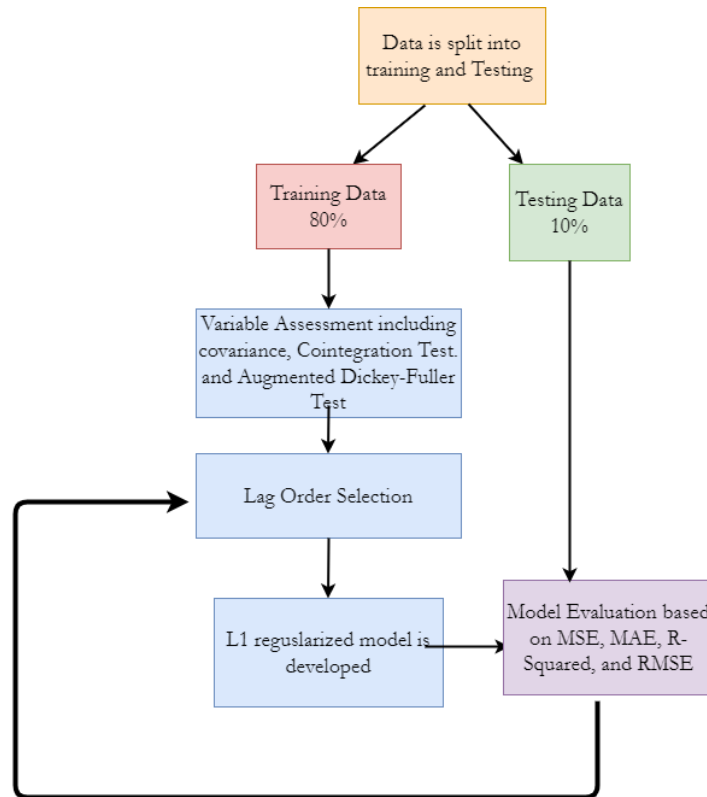 Data is split into
training and Testing
Training Data
80%
Testing Data
10%
Variable Assessment including
covariance, Cointegration Test.
and Augmented Dickey-Fuller
Test
Lag Order Selection
L1 reguslarized model is
developed
Model Evaluation based
on MSE, MAE, R-
Squared, and RMSE